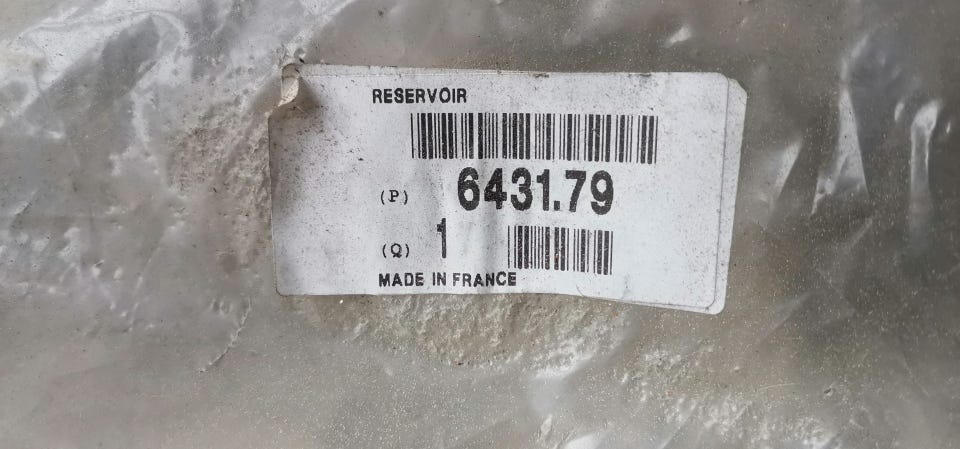 RESERVOIR
(P) 6431.79
(Q) 1
MADE IN FRANCE